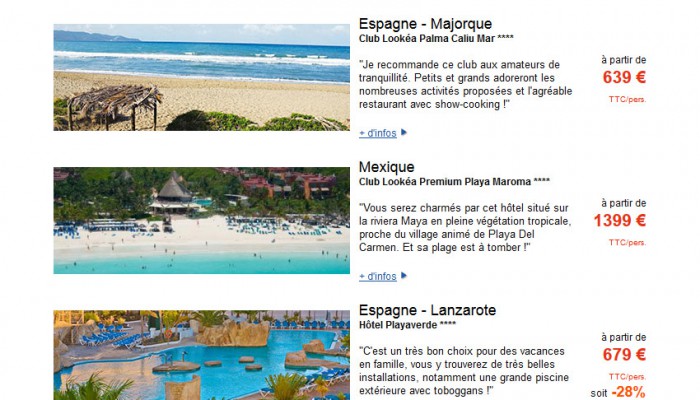 Espagne - Majorque
Club Lookéa Palma Caliu Mar ****
"Je recommande ce club aux amateurs de
tranquillité. Petits et grands adoreront les
nombreuses activités proposées et l'agréable
restaurant avec show-cooking !"
+ d'infos
à partir de
639 €
TTC/pers.
Mexique
Club Lookéa Premium Playa Maroma ****
"Vous serez charmés par cet hôtel situé sur
la riviera Maya en pleine végétation tropicale,
proche du village animé de Playa Del
Carmen. Et sa plage est à tomber !"
+ d'infos
à partir de
1399 €
TTC/pers.
Espagne - Lanzarote
Hôtel Playaverde ****
"C'est un très bon choix pour des vacances
en famille, vous y trouverez de très belles
installations, notamment une grande piscine
extérieure avec toboggans !"
à partir de
679 €
TTC/pers.
soit -28%